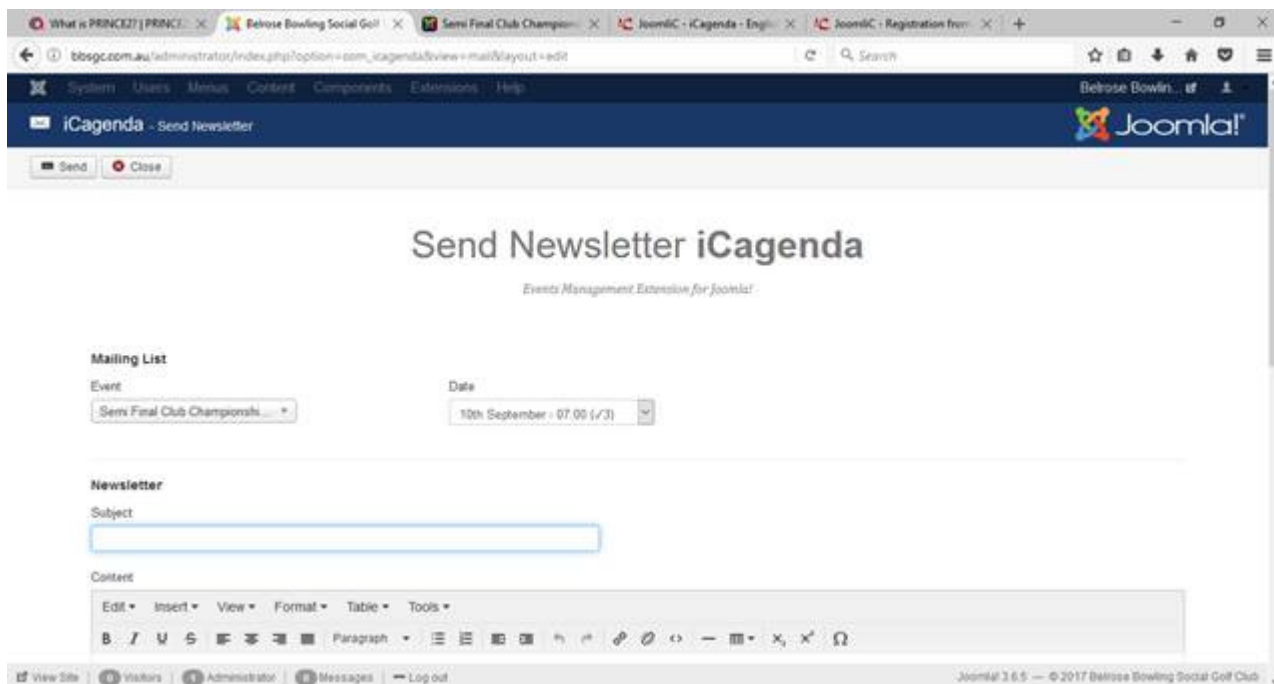 What is PRINCE2? | PRINCE
Belrose Bowling Social Golf
Semi Final Club Champion
JoomliC - iCagenda - Engli
JoomliC - Registration from
bbsgc.com.au/administrator/index.php?option=com_icagenda&view=mail&layout=edit
Search
System Users Menus Content Components Extensions Help
Belrose Bowlin...
iCagenda - Send Newsletter
Joomla!
Send
Close
Send Newsletter iCagenda
Events Management Extension for Joomla!
Mailing List
Event
Date
Semi Final Club Championshi...
10th September - 07:00 (✓3)
Newsletter
Subject
Content
Edit Insert View Format Table Tools
B I U S Paragraph x, x² Ω
View Site Visitors Administrator Messages Log out
Joomla! 3.6.5 — © 2017 Belrose Bowling Social Golf Club